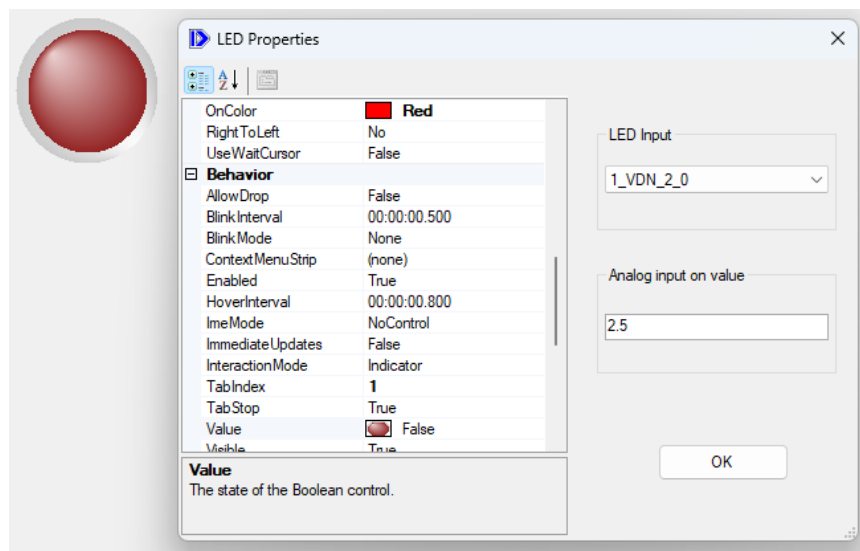 LED Properties
OnColor Red
RightToLeft No
UseWaitCursor False
Behavior
AllowDrop False
BlinkInterval 00:00:00.500
BlinkMode None
ContextMenuStrip (none)
Enabled True
HoverInterval 00:00:00.800
ImeMode NoControl
ImmediateUpdates False
InteractionMode Indicator
TabIndex 1
TabStop True
Value False
Visible True
Value
The state of the Boolean control.
LED Input
1_VDN_2_0
Analog input on value
2.5
OK